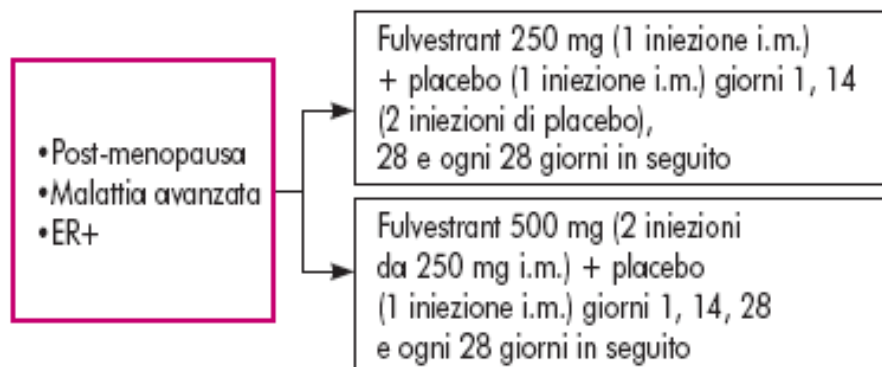 •Post-menopausa
•Malattia avanzata
•ER+
Fulvestrant 250 mg (1 iniezione i.m.)
+ placebo (1 iniezione i.m.) giorni 1, 14
(2 iniezioni di placebo),
28 e ogni 28 giorni in seguito
Fulvestrant 500 mg (2 iniezioni
da 250 mg i.m.) + placebo
(1 iniezione i.m.) giorni 1, 14, 28
e ogni 28 giorni in seguito